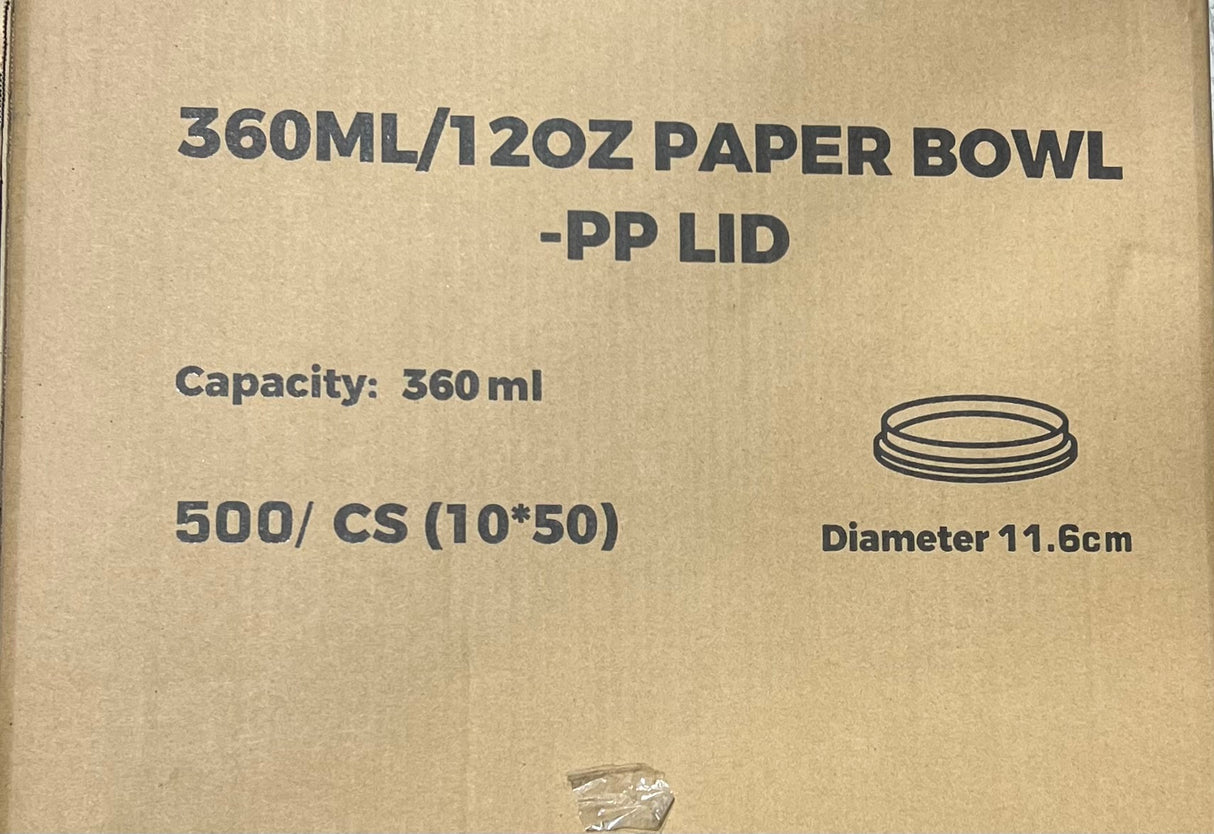 360ML/12OZ PAPER BOWL
-PP LID
Capacity: 360 ml
500/ CS (10*50)
Diameter 11.6cm